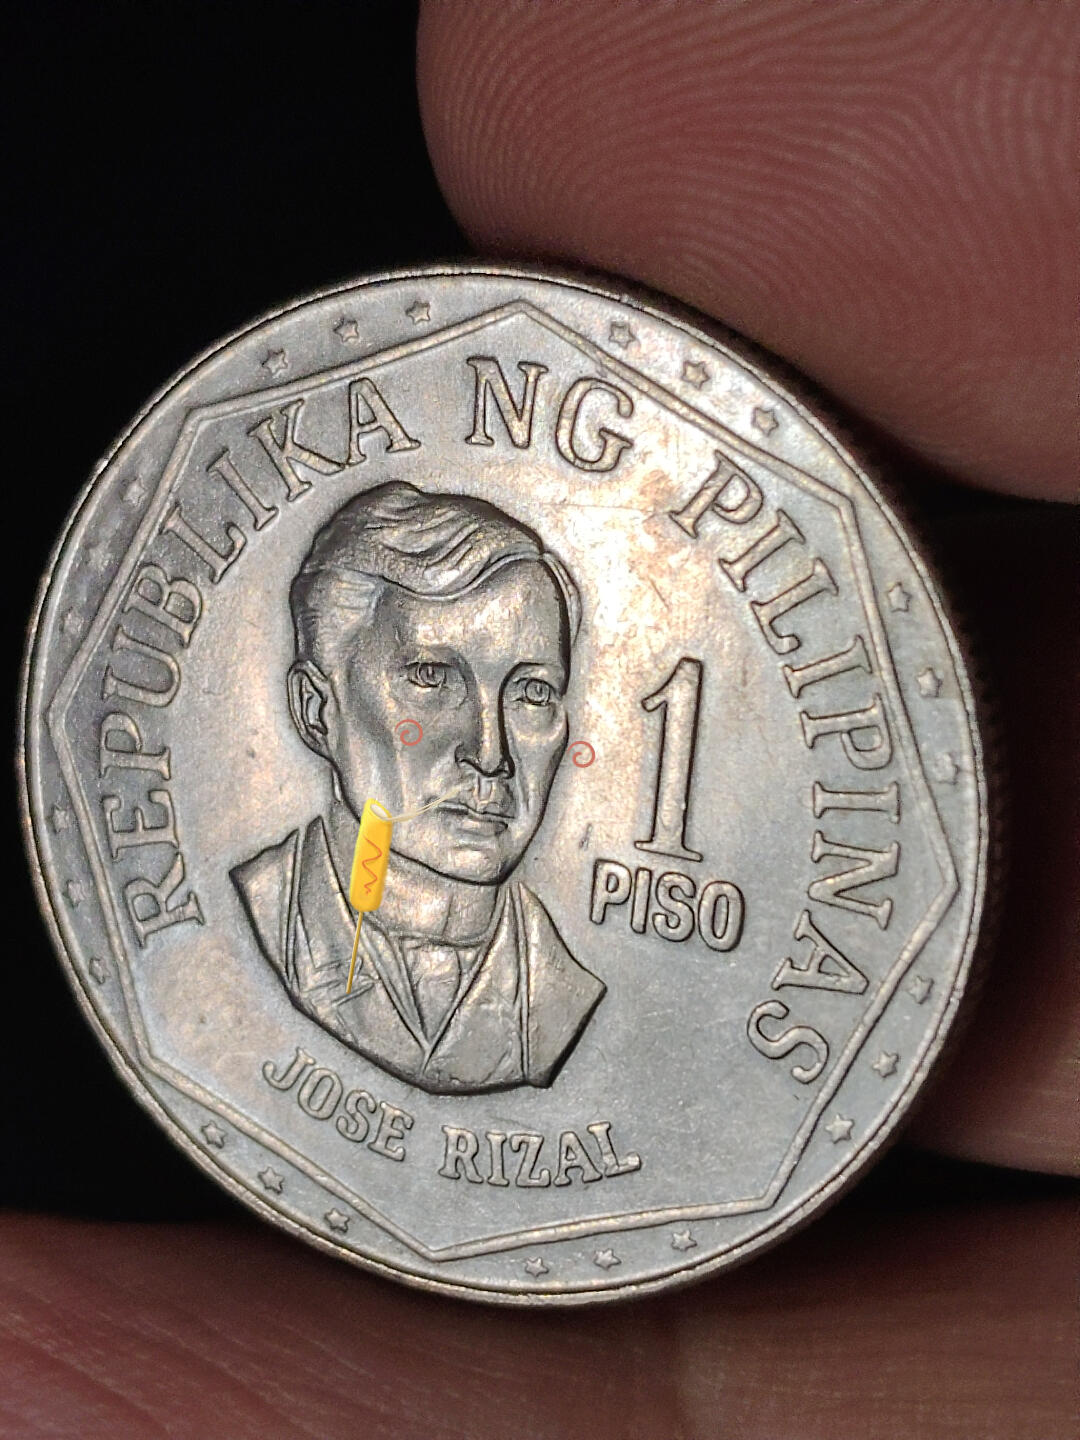 REPUBLIKA NG PILIPINAS
1
PISO
JOSE RIZAL